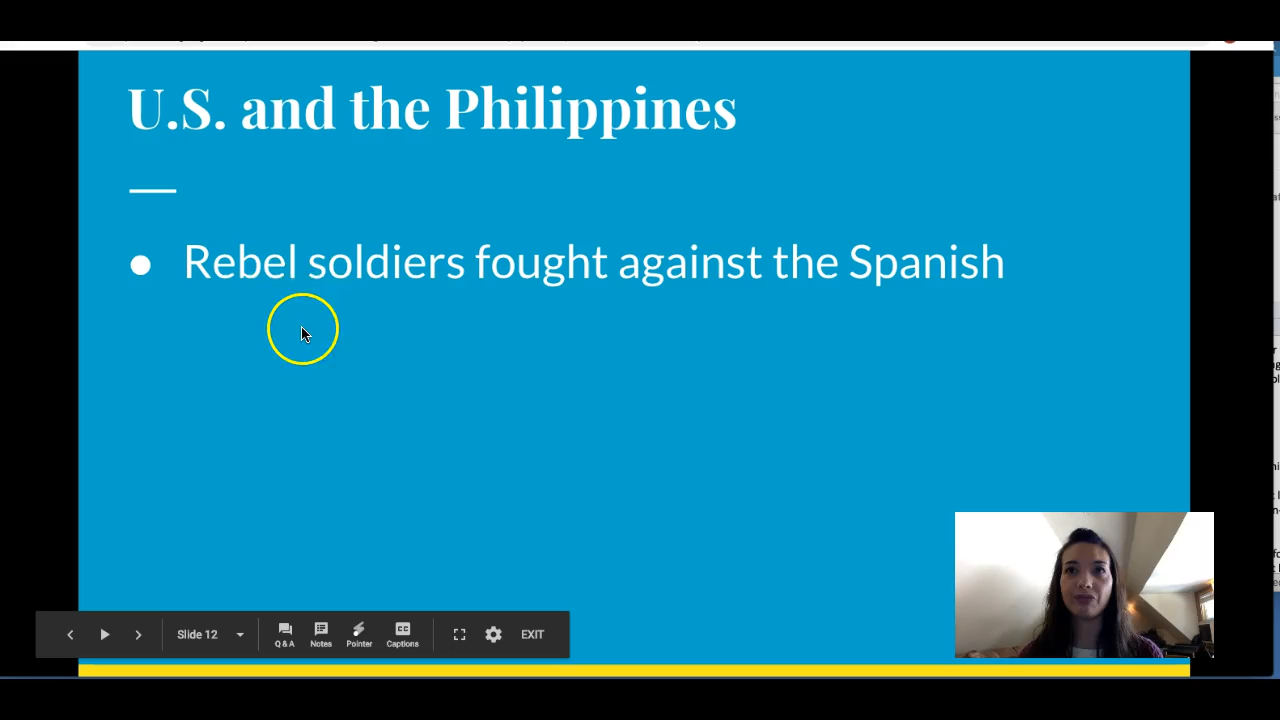 U.S. and the Philippines
● Rebel soldiers fought against the Spanish
Slide 12
Q & A
Notes
Pointer
Captions
EXIT